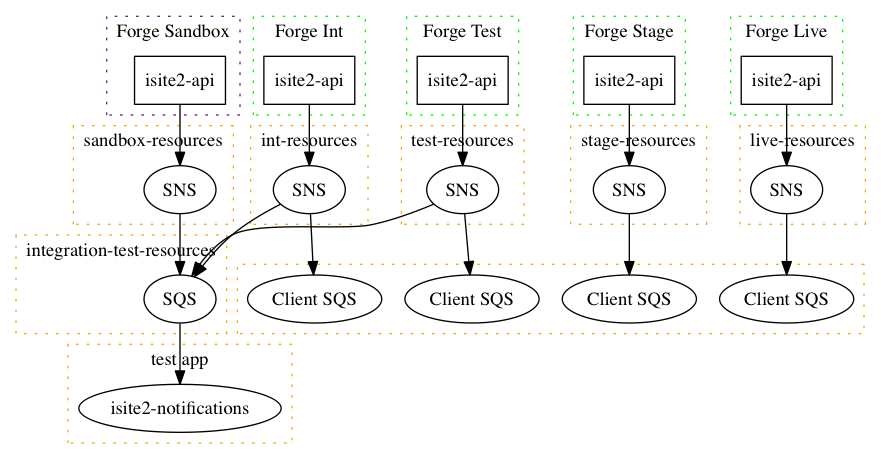 Forge Sandbox
Forge Int
Forge Test
Forge Stage
Forge Live
isite2-api
isite2-api
isite2-api
isite2-api
isite2-api
sandbox-resources
int-resources
test-resources
stage-resources
live-resources
SNS
SNS
SNS
SNS
SNS
integration-test-resources
SQS
Client SQS
Client SQS
Client SQS
Client SQS
test app
isite2-notifications